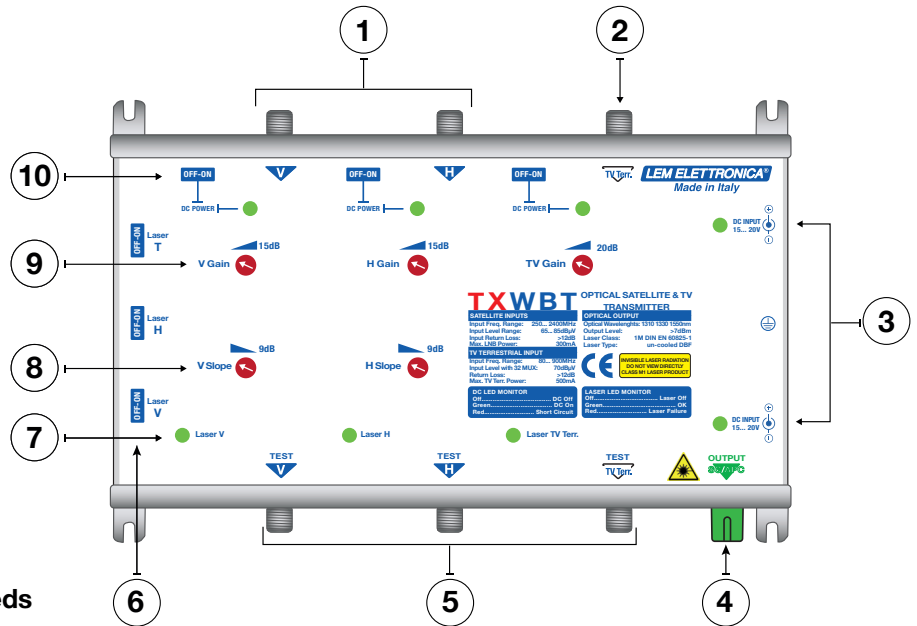 1
2
10
OFF-ON
V
OFF-ON
H
OFF-ON
TV Terr.
LEM ELETTRONICA®
Made in Italy
DC POWER
DC POWER
DC POWER
DC INPUT
15... 20V
OFF-ON
Laser
T
9
15dB
V Gain
15dB
H Gain
20dB
TV Gain
3
OFF-ON
Laser
H
TXWBT
OPTICAL SATELLITE & TV
TRANSMITTER
SATELLITE INPUTS
Input Freq. Range: 250... 2400MHz
Input Level Range: 65... 85dBµV
Input Return Loss: >12dB
Max. LNB Power: 300mA
TV TERRESTRIAL INPUT
Input Freq. Range: 80... 900MHz
Input Level with 32 MUX: 70dBµV
Return Loss: >12dB
Max. TV Terr. Power: 500mA
OPTICAL OUTPUT
Optical Wavelenghts: 1310 1330 1550nm
Output Level: >7dBm
Laser Class: 1M DIN EN 60825-1
Laser Type: un-cooled DBF
CE
INVISIBLE LASER RADIATION
DO NOT VIEW DIRECTLY
CLASS M1 LASER PRODUCT
DC LED MONITOR
Off............ DC Off
Green............ DC On
Red............ Short Circuit
LASER LED MONITOR
Off............ Laser Off
Green............ OK
Red............ Laser Failure
8
9dB
V Slope
9dB
H Slope
OFF-ON
Laser
V
7
Laser V
Laser H
Laser TV Terr.
DC INPUT
15... 20V
TEST
V
TEST
H
TEST
TV Terr.
OUTPUT
SC/APC
eds
6
5
4